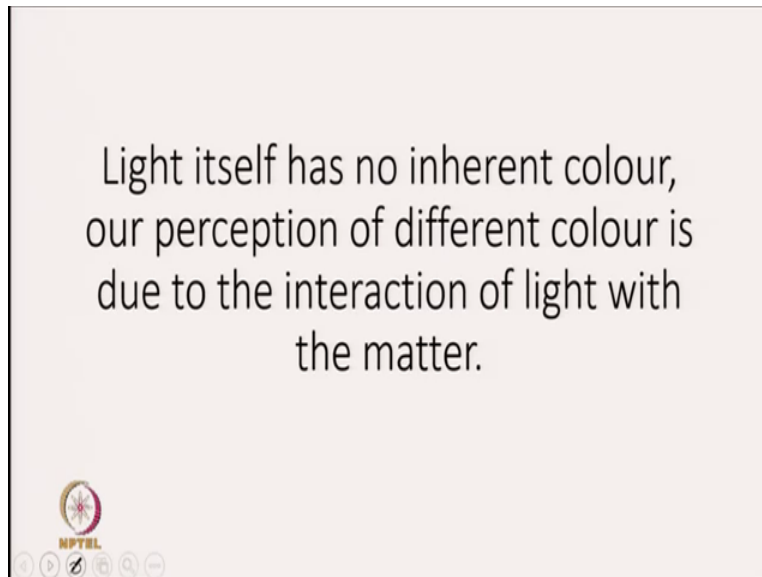 Light itself has no inherent colour,
our perception of different colour is
due to the interaction of light with
the matter.
NPTEL